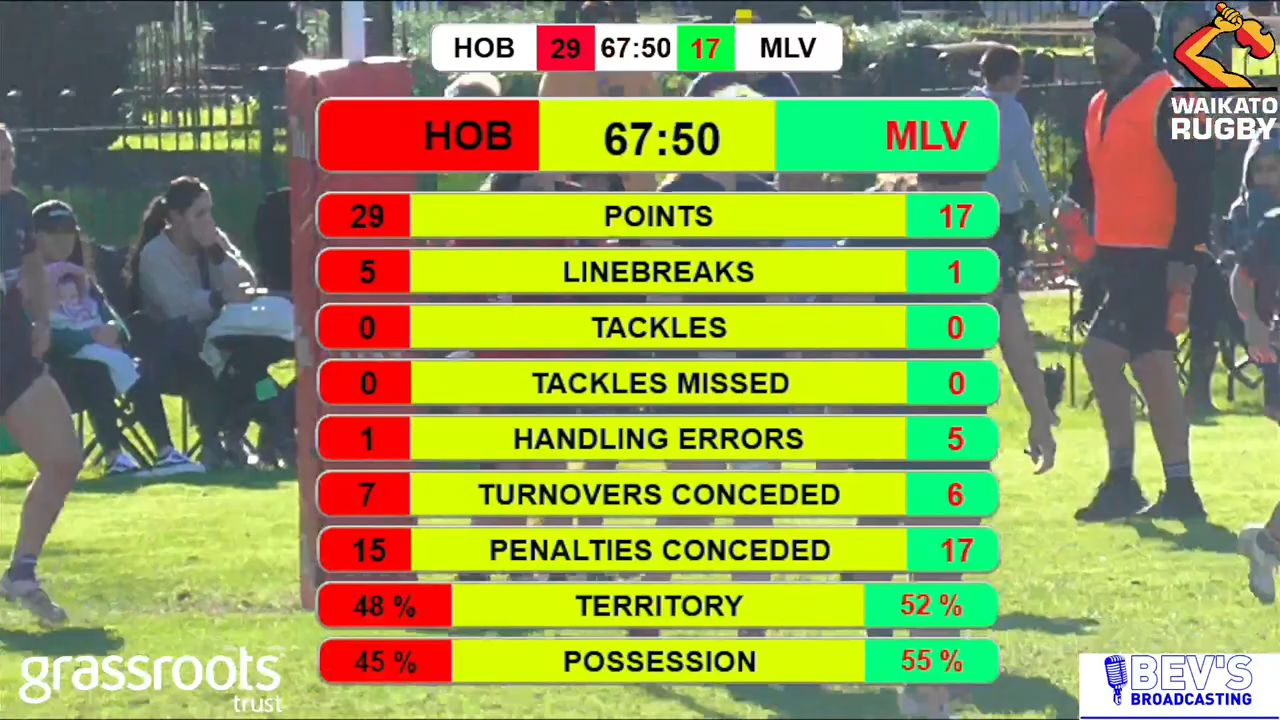 HOB 29 67:50 17 MLV
WAIKATO
RUGBY
HOB 67:50 MLV
29 POINTS 17
5 LINEBREAKS 1
0 TACKLES 0
0 TACKLES MISSED 0
1 HANDLING ERRORS 5
7 TURNOVERS CONCEDED 6
15 PENALTIES CONCEDED 17
48 % TERRITORY 52 %
45 % POSSESSION 55 %
grassroots
trust
BEV'S
BROADCASTING